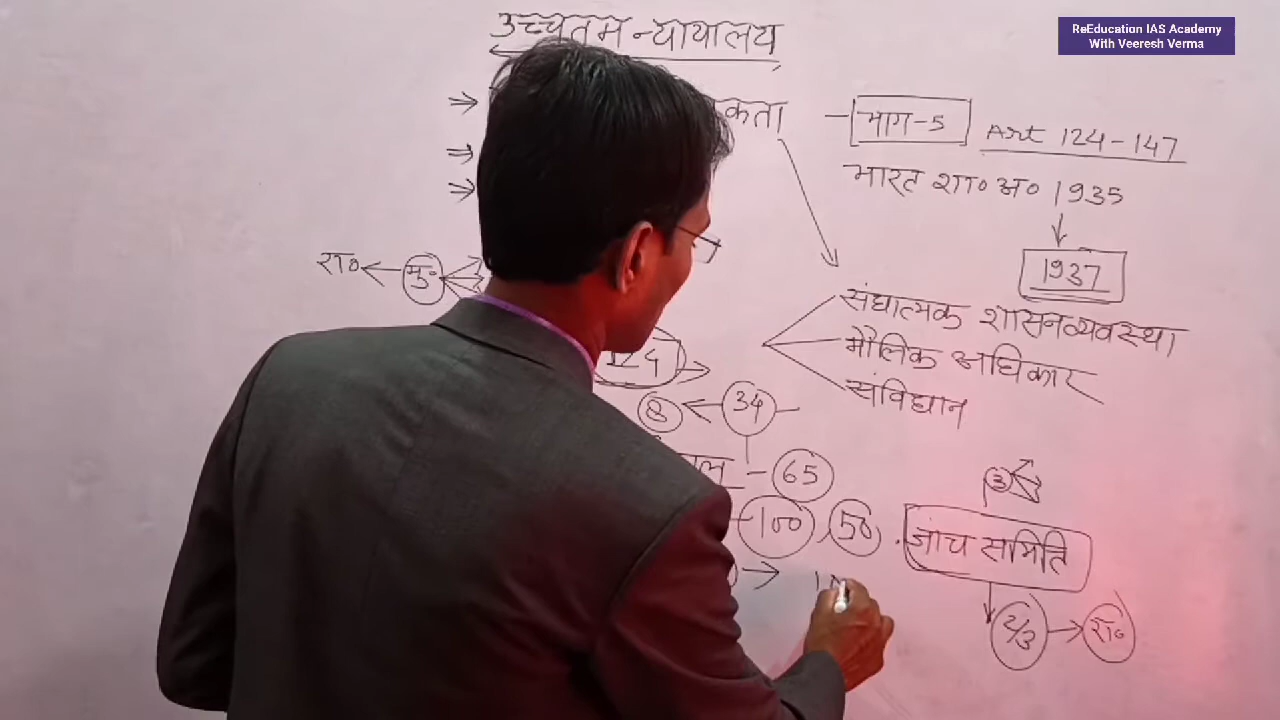 ReEducation IAS Academy
With Veeresh Verma
उच्चतम न्यायालय
भाग-5 Art 124-147
भारत शा० अ० 1935
1937
रा० मु०
संघात्मक शासनव्यवस्था
मौलिक अधिकार
संविधान
124
8 34
65
3
100, 50
जांच समिति
2/3 रा०